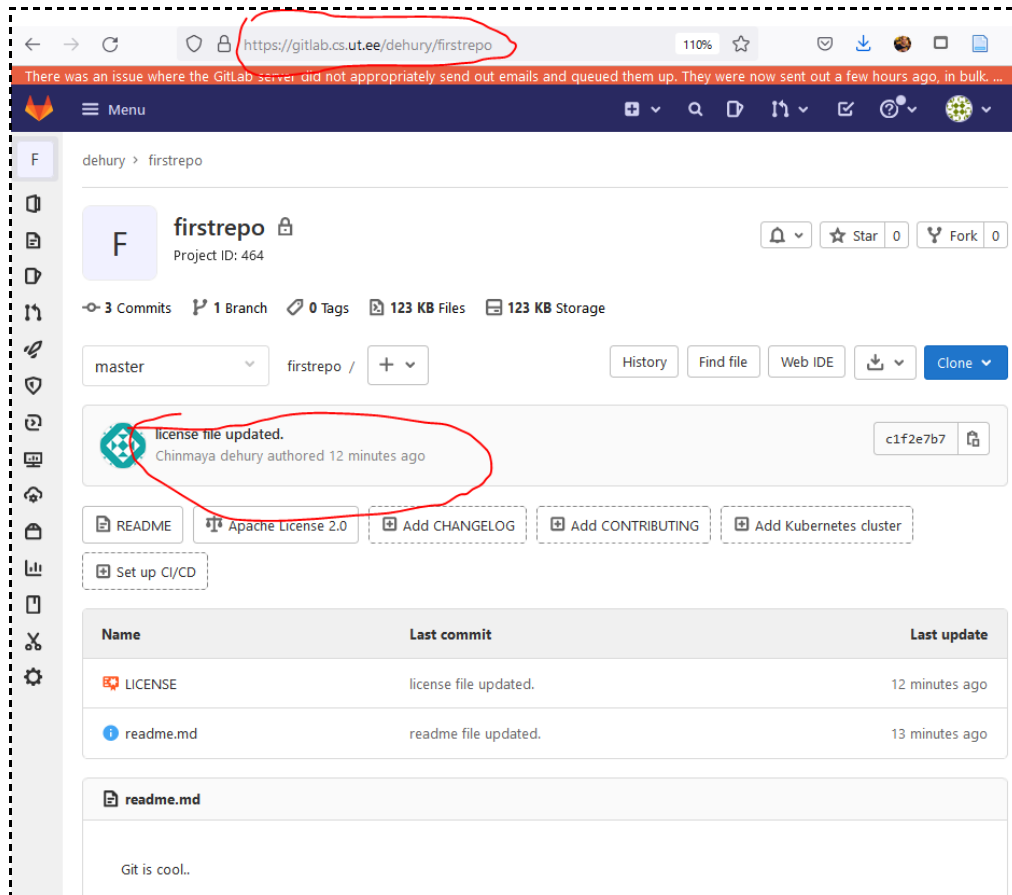 https://gitlab.cs.ut.ee/dehury/firstrepo 110%
There was an issue where the GitLab server did not appropriately send out emails and queued them up. They were now sent out a few hours ago, in bulk. ...
Menu
F dehury > firstrepo
F
firstrepo
Project ID: 464
Star 0 Fork 0
3 Commits 1 Branch 0 Tags 123 KB Files 123 KB Storage
master firstrepo / + History Find file Web IDE Clone
license file updated.
Chinmaya dehury authored 12 minutes ago
c1f2e7b7
README Apache License 2.0 Add CHANGELOG Add CONTRIBUTING Add Kubernetes cluster
Set up CI/CD
Name Last commit Last update
LICENSE license file updated. 12 minutes ago
readme.md readme file updated. 13 minutes ago
readme.md
Git is cool..